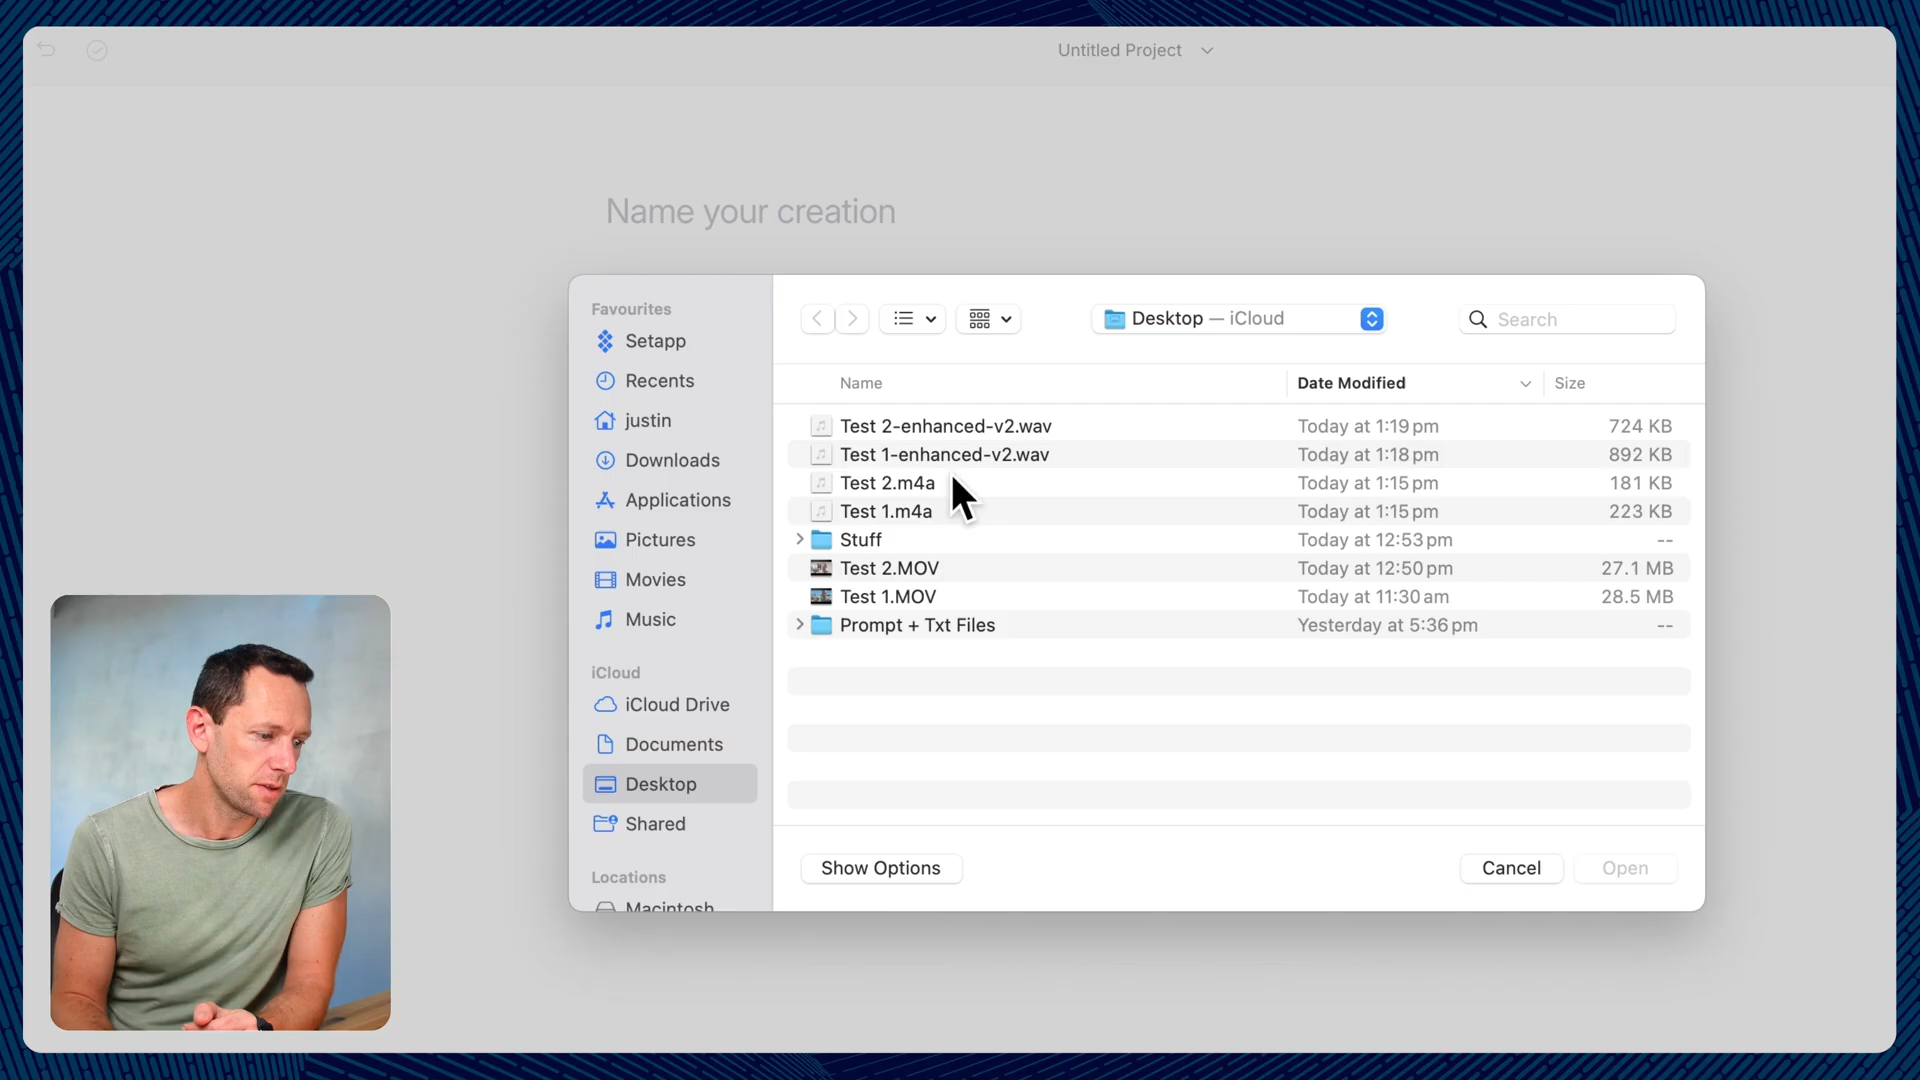 Untitled Project
Name your creation
Favourites
Setapp
Recents
justin
Downloads
Applications
Pictures
Movies
Music
iCloud
iCloud Drive
Documents
Desktop
Shared
Locations
Macintosh
Desktop — iCloud
Search
Name Date Modified Size
Test 2-enhanced-v2.wav Today at 1:19 pm 724 KB
Test 1-enhanced-v2.wav Today at 1:18 pm 892 KB
Test 2.m4a Today at 1:15 pm 181 KB
Test 1.m4a Today at 1:15 pm 223 KB
Stuff Today at 12:53 pm --
Test 2.MOV Today at 12:50 pm 27.1 MB
Test 1.MOV Today at 11:30 am 28.5 MB
Prompt + Txt Files Yesterday at 5:36 pm --
Show Options Cancel Open